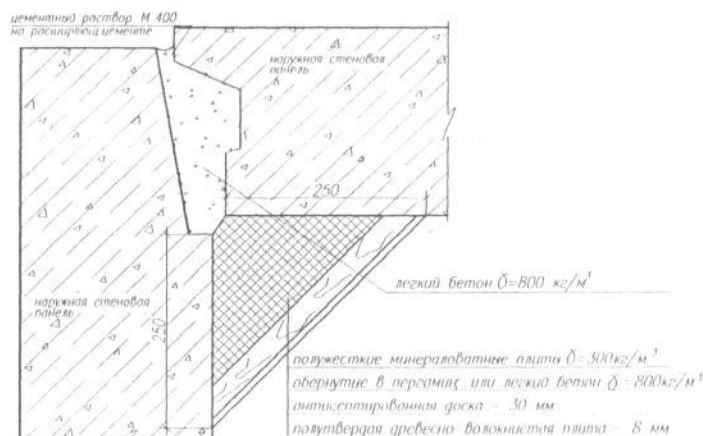 цементный раствор М 400
на расширяющ цементе
наружная стеновая
панель
250
легкий бетон Ɣ=800 кг/м³
наружная стеновая
панель
250
полужесткие минераловатные плиты Ɣ=300кг/м³
обернутые в пергамин или легкий бетон Ɣ - 800кг/м³
антисептированная доска - 30 мм
полутвердая древесно волокнистая плита - 8 мм